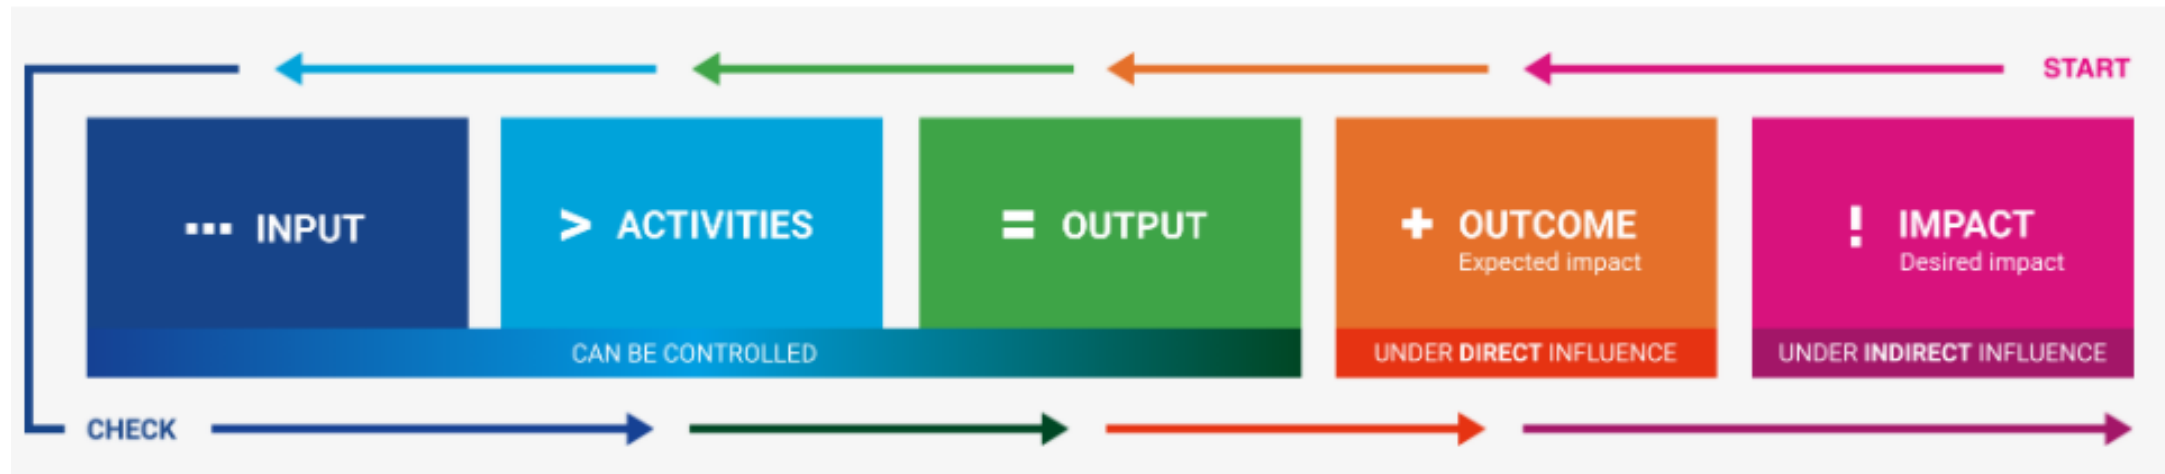 START
INPUT
> ACTIVITIES
= OUTPUT
+ OUTCOME
Expected impact
! IMPACT
Desired impact
CAN BE CONTROLLED
UNDER DIRECT INFLUENCE
UNDER INDIRECT INFLUENCE
CHECK